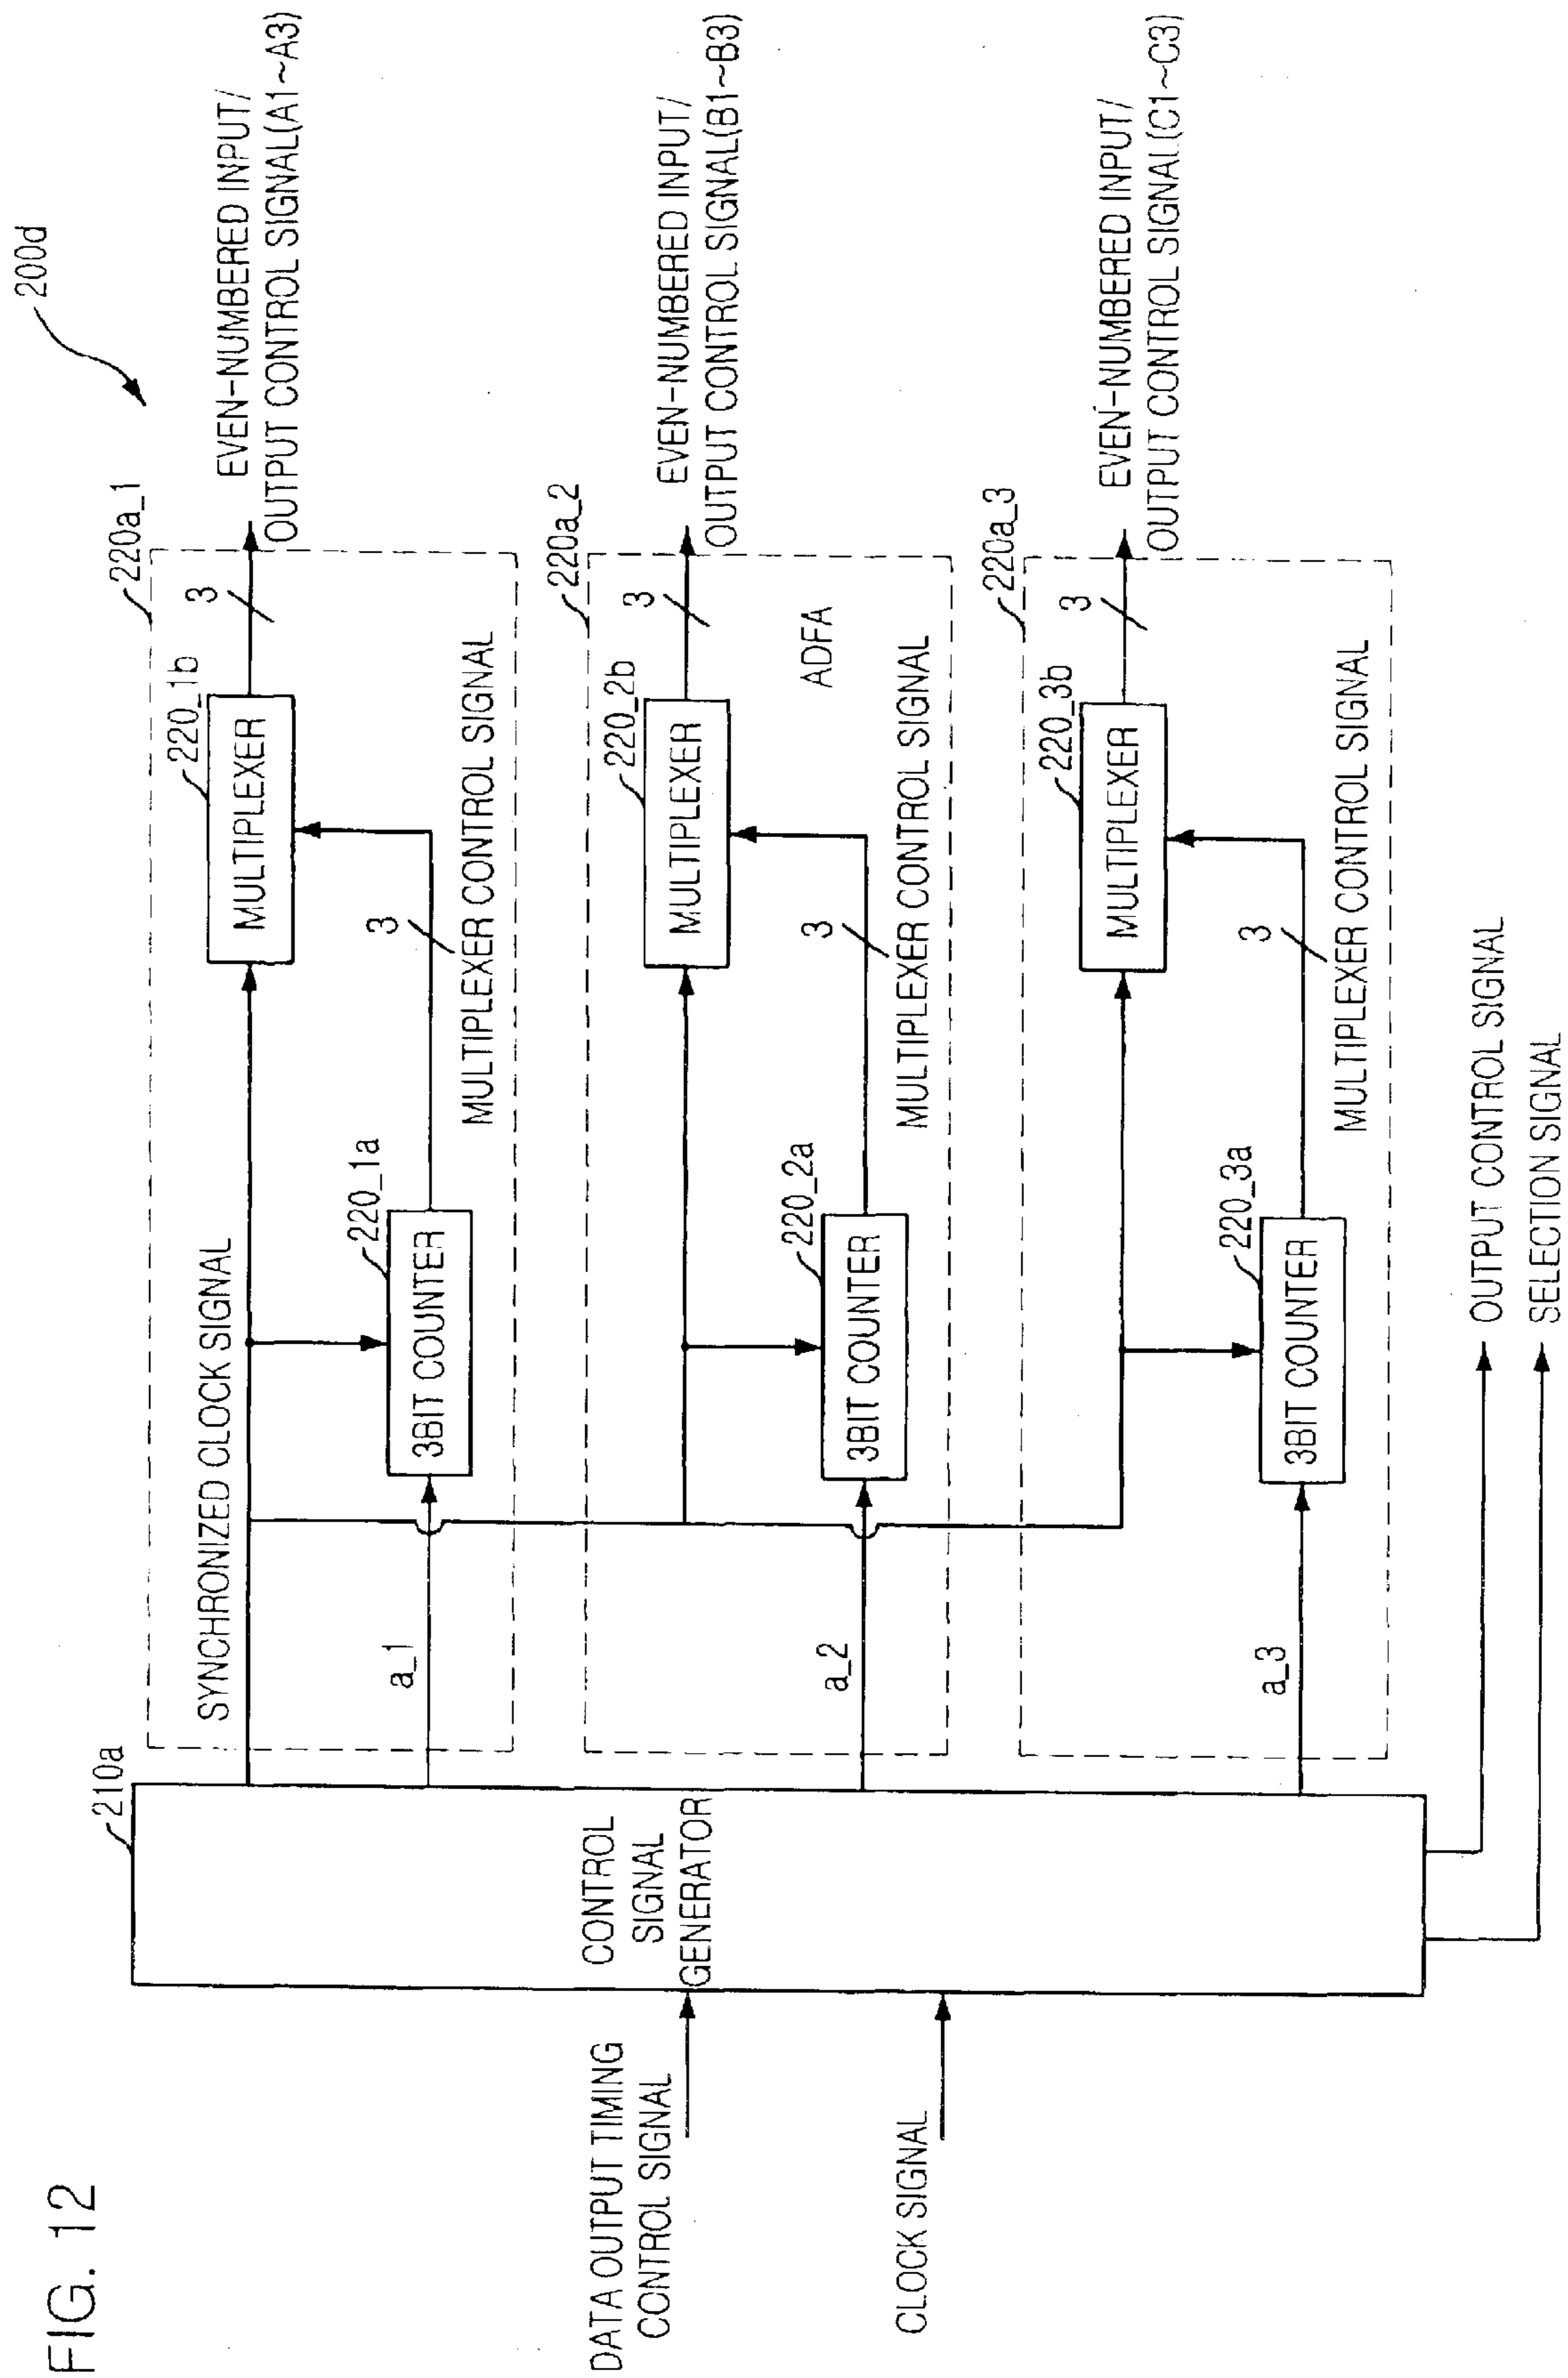 FIG. 12
200d
210a
CONTROL
SIGNAL
GENERATOR
DATA OUTPUT TIMING
CONTROL SIGNAL
CLOCK SIGNAL
220a_1
SYNCHRONIZED CLOCK SIGNAL
a_1
220_1a
3BIT COUNTER
220_1b
MULTIPLEXER
3
3
MULTIPLEXER CONTROL SIGNAL
EVEN-NUMBERED INPUT/
OUTPUT CONTROL SIGNAL(A1~A3)
220a_2
a_2
220_2a
3BIT COUNTER
220_2b
MULTIPLEXER
3
3
ADFA
MULTIPLEXER CONTROL SIGNAL
EVEN-NUMBERED INPUT/
OUTPUT CONTROL SIGNAL(B1~B3)
220a_3
a_3
220_3a
3BIT COUNTER
220_3b
MULTIPLEXER
3
3
MULTIPLEXER CONTROL SIGNAL
EVEN-NUMBERED INPUT/
OUTPUT CONTROL SIGNAL(C1~C3)
OUTPUT CONTROL SIGNAL
SELECTION SIGNAL